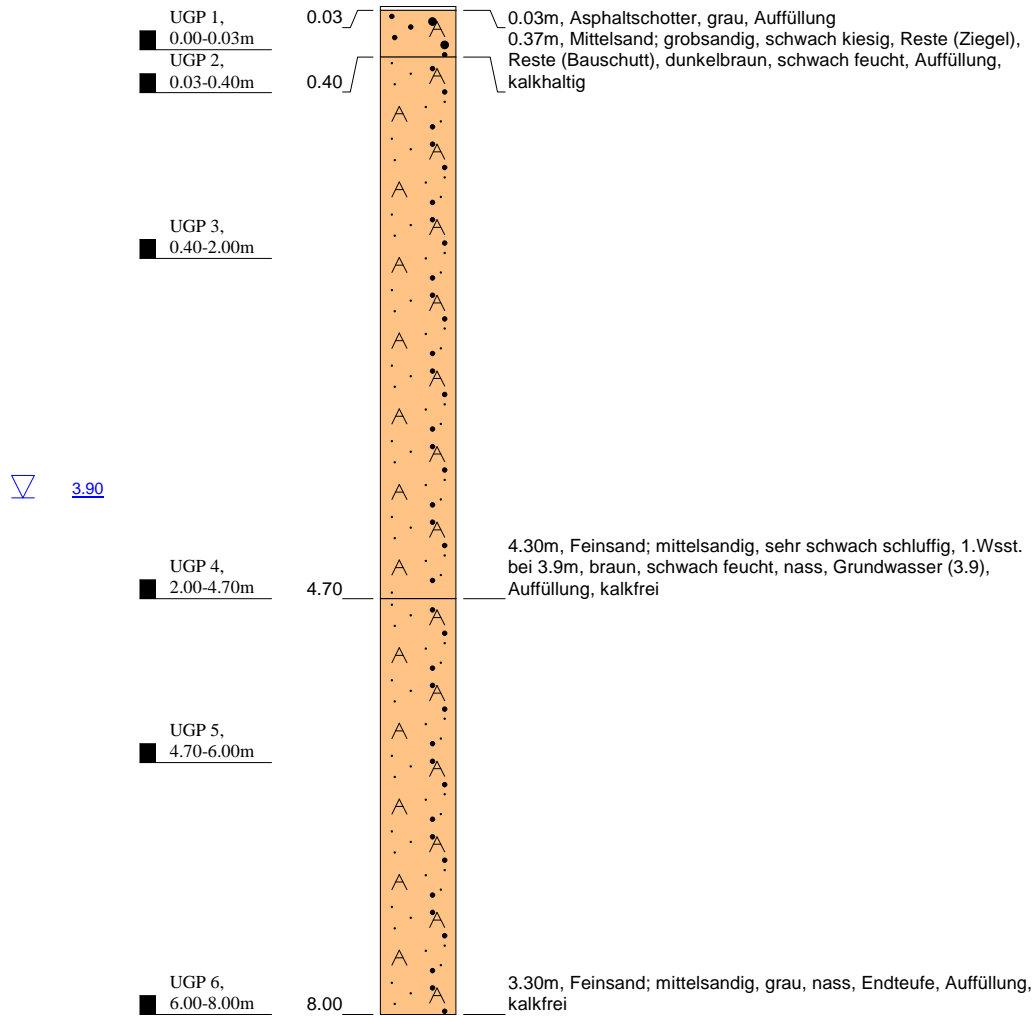 UGP 1,
0.00-0.03m
0.03
0.03m, Asphaltschotter, grau, Auffüllung
0.37m, Mittelsand; grobsandig, schwach kiesig, Reste (Ziegel),
Reste (Bauschutt), dunkelbraun, schwach feucht, Auffüllung,
kalkhaltig
UGP 2,
0.03-0.40m
0.40
UGP 3,
0.40-2.00m
3.90
UGP 4,
2.00-4.70m
4.70
4.30m, Feinsand; mittelsandig, sehr schwach schluffig, 1.Wsst.
bei 3.9m, braun, schwach feucht, nass, Grundwasser (3.9),
Auffüllung, kalkfrei
UGP 5,
4.70-6.00m
UGP 6,
6.00-8.00m
8.00
3.30m, Feinsand; mittelsandig, grau, nass, Endteufe, Auffüllung,
kalkfrei